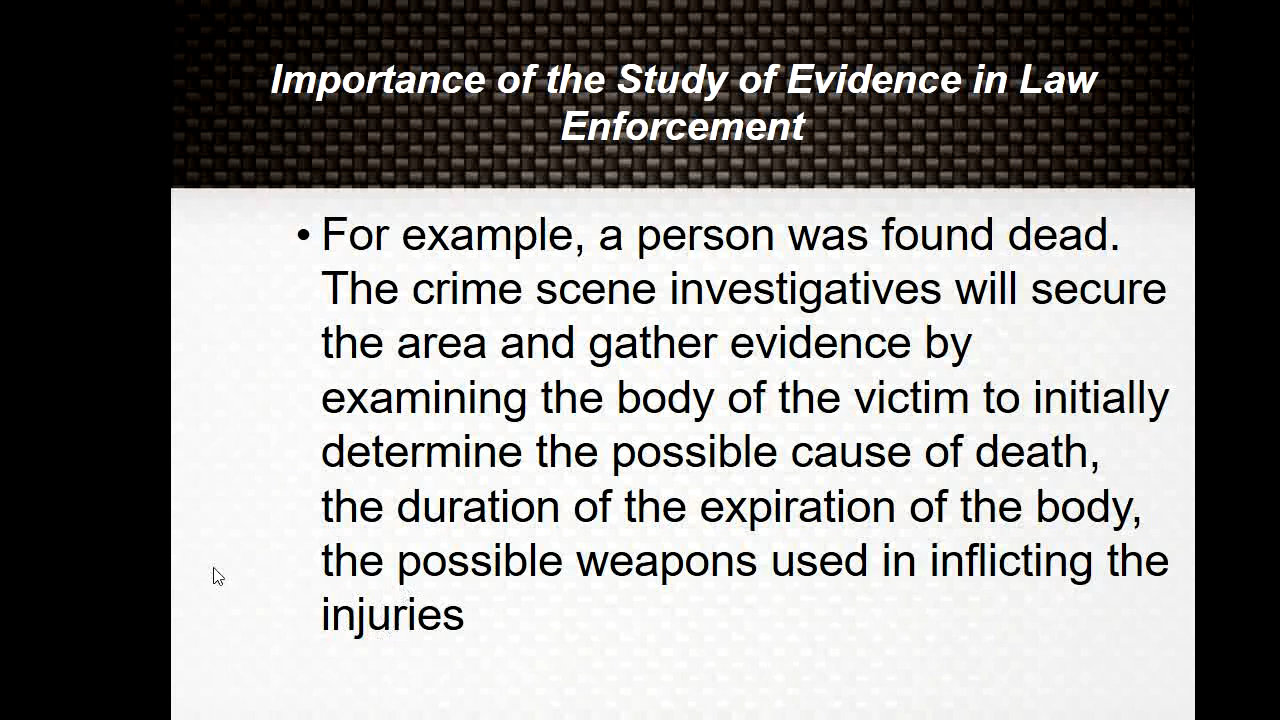 Importance of the Study of Evidence in Law
Enforcement
• For example, a person was found dead.
The crime scene investigatives will secure
the area and gather evidence by
examining the body of the victim to initially
determine the possible cause of death,
the duration of the expiration of the body,
the possible weapons used in inflicting the
injuries